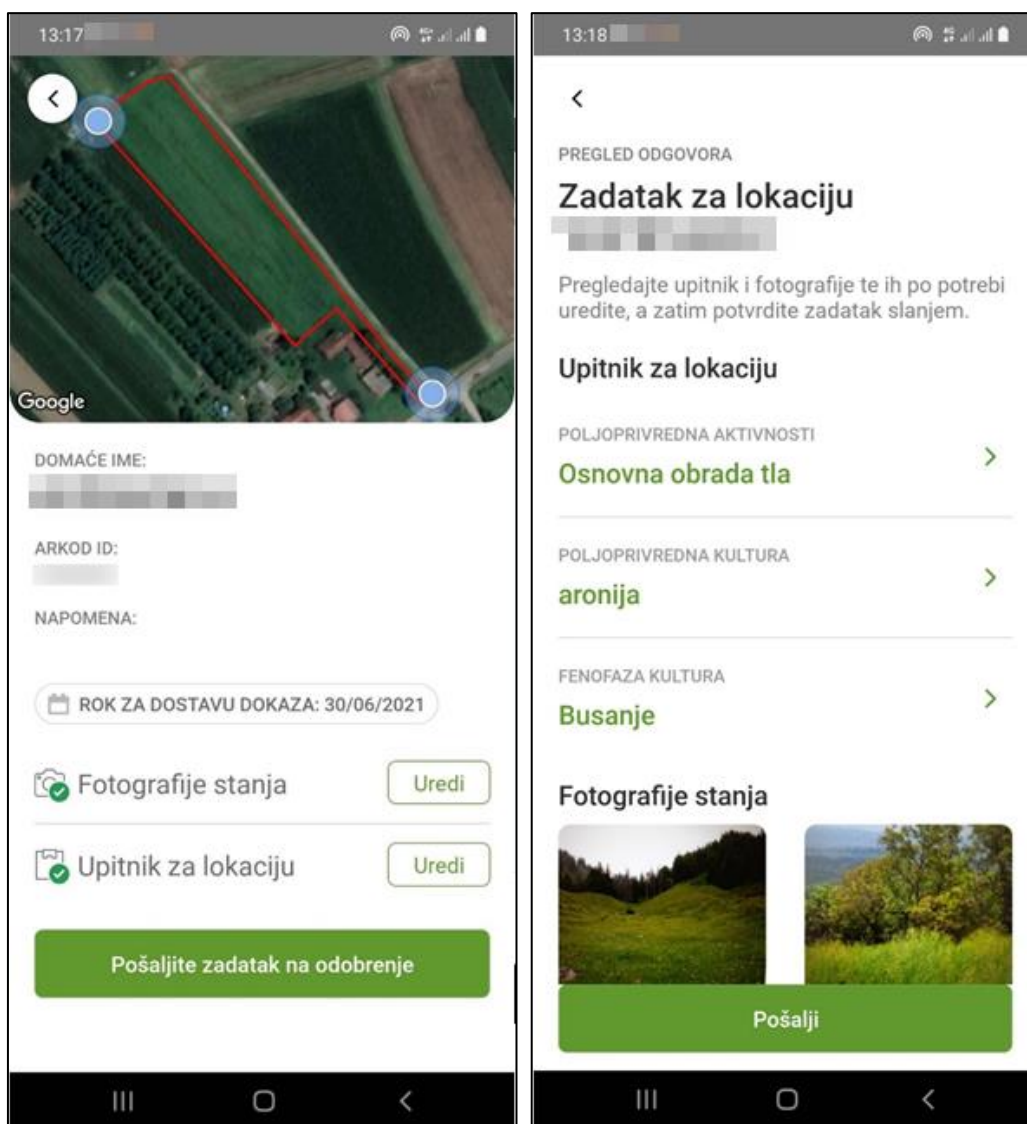 13:17
Google
DOMAĆE IME:
ARKOD ID:
NAPOMENA:
ROK ZA DOSTAVU DOKAZA: 30/06/2021
Fotografije stanja
Uredi
Upitnik za lokaciju
Uredi
Pošaljite zadatak na odobrenje
13:18
PREGLED ODGOVORA
Zadatak za lokaciju
Pregledajte upitnik i fotografije te ih po potrebi
uredite, a zatim potvrdite zadatak slanjem.
Upitnik za lokaciju
POLJOPRIVREDNA AKTIVNOSTI
Osnovna obrada tla
POLJOPRIVREDNA KULTURA
aronija
FENOFAZA KULTURA
Busanje
Fotografije stanja
Pošalji